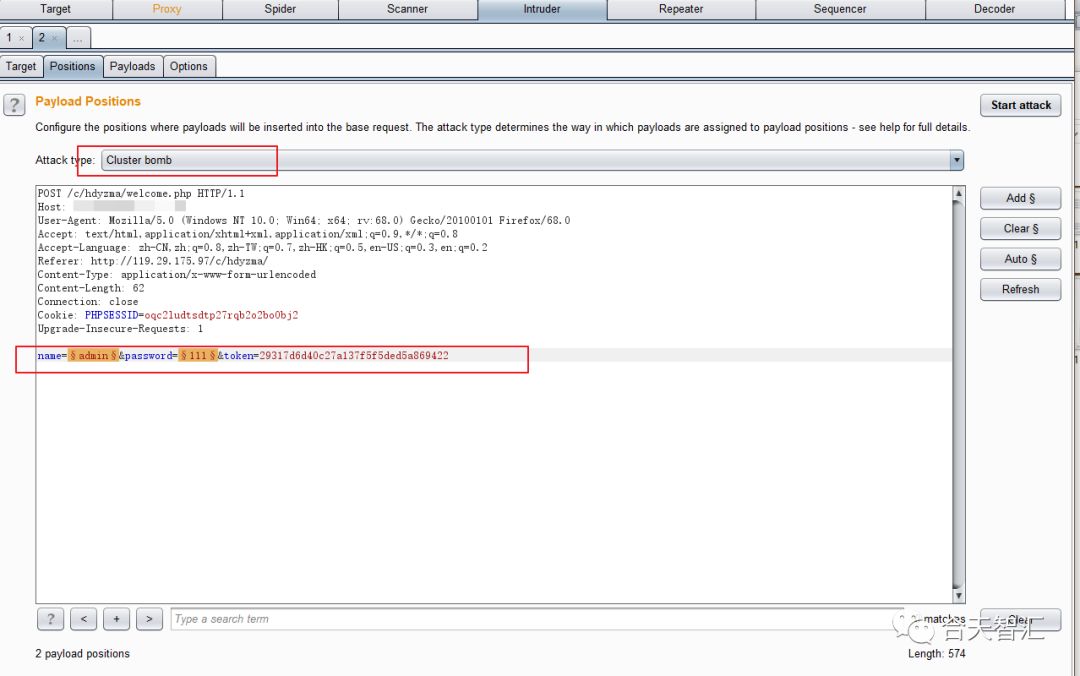 Target Proxy Spider Scanner Intruder Repeater Sequencer Decoder
1 × 2 × ...
Target Positions Payloads Options
? Payload Positions
Start attack
Configure the positions where payloads will be inserted into the base request. The attack type determines the way in which payloads are assigned to payload positions - see help for full details.
Attack type: Cluster bomb
POST /c/hdyzma/welcome.php HTTP/1.1
Host:
User-Agent: Mozilla/5.0 (Windows NT 10.0; Win64; x64; rv:68.0) Gecko/20100101 Firefox/68.0
Accept: text/html,application/xhtml+xml,application/xml;q=0.9,*/*;q=0.8
Accept-Language: zh-CN,zh;q=0.8,zh-TW;q=0.7,zh-HK;q=0.5,en-US;q=0.3,en;q=0.2
Referer: http://119.29.175.97/c/hdyzma/
Content-Type: application/x-www-form-urlencoded
Content-Length: 62
Connection: close
Cookie: PHPSESSID=oqc2ludtsdtp27rqb2o2bo0bj2
Upgrade-Insecure-Requests: 1
name=§admin§&password=§111§&token=29317d6d40c27a137f5f5ded5a869422
Add §
Clear §
Auto §
Refresh
? < + > Type a search term
matches
Clear
合天智汇
2 payload positions
Length: 574